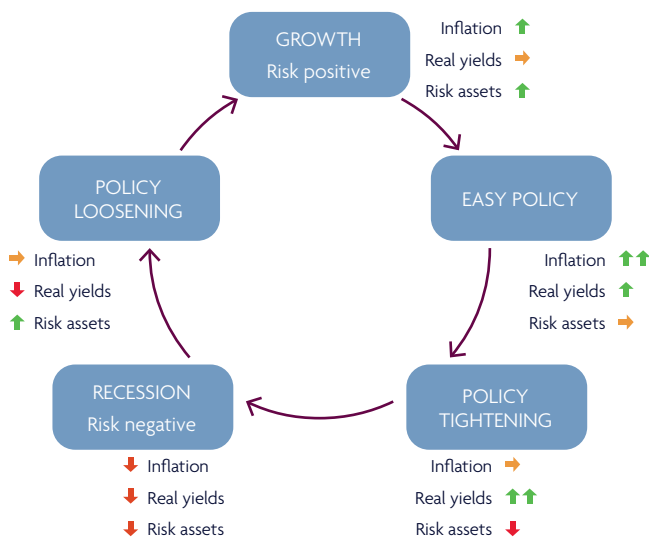 GROWTH
Risk positive
Inflation
Real yields
Risk assets
EASY POLICY
Inflation
Real yields
Risk assets
POLICY
TIGHTENING
Inflation
Real yields
Risk assets
RECESSION
Risk negative
Inflation
Real yields
Risk assets
POLICY
LOOSENING
Inflation
Real yields
Risk assets